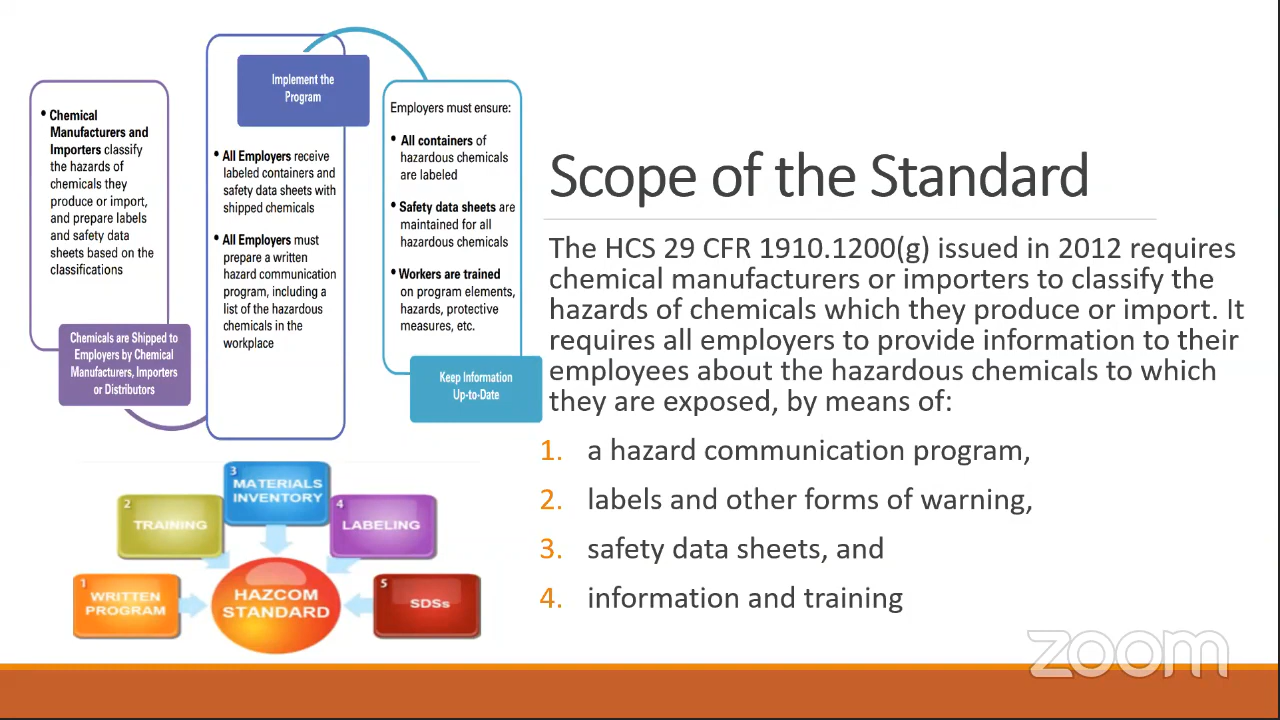 • Chemical
Manufacturers and
Importers classify
the hazards of
chemicals they
produce or import,
and prepare labels
and safety data
sheets based on the
classifications
Chemicals are Shipped to
Employers by Chemical
Manufacturers, Importers
or Distributors
Implement the
Program
• All Employers receive
labeled containers and
safety data sheets with
shipped chemicals
• All Employers must
prepare a written
hazard communication
program, including a
list of the hazardous
chemicals in the
workplace
Employers must ensure:
• All containers of
hazardous chemicals
are labeled
• Safety data sheets are
maintained for all
hazardous chemicals
• Workers are trained
on program elements,
hazards, protective
measures, etc.
Keep Information
Up-to-Date
1
WRITTEN
PROGRAM
2
TRAINING
3
MATERIALS
INVENTORY
4
LABELING
5
SDSs
HAZCOM
STANDARD
Scope of the Standard
The HCS 29 CFR 1910.1200(g) issued in 2012 requires
chemical manufacturers or importers to classify the
hazards of chemicals which they produce or import. It
requires all employers to provide information to their
employees about the hazardous chemicals to which
they are exposed, by means of:
1. a hazard communication program,
2. labels and other forms of warning,
3. safety data sheets, and
4. information and training
zoom